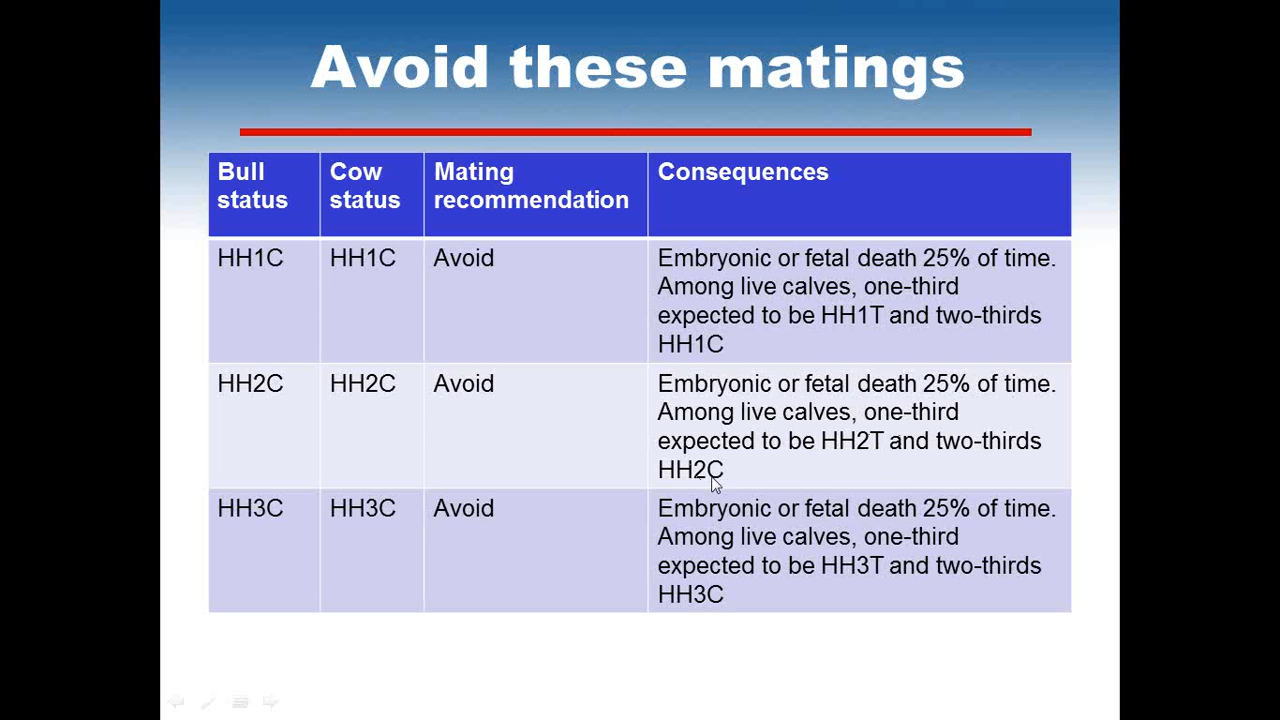 Avoid these matings
Bull status
Cow status
Mating recommendation
Consequences
HH1C
HH1C
Avoid
Embryonic or fetal death 25% of time.
Among live calves, one-third
expected to be HH1T and two-thirds
HH1C
HH2C
HH2C
Avoid
Embryonic or fetal death 25% of time.
Among live calves, one-third
expected to be HH2T and two-thirds
HH2C
HH3C
HH3C
Avoid
Embryonic or fetal death 25% of time.
Among live calves, one-third
expected to be HH3T and two-thirds
HH3C